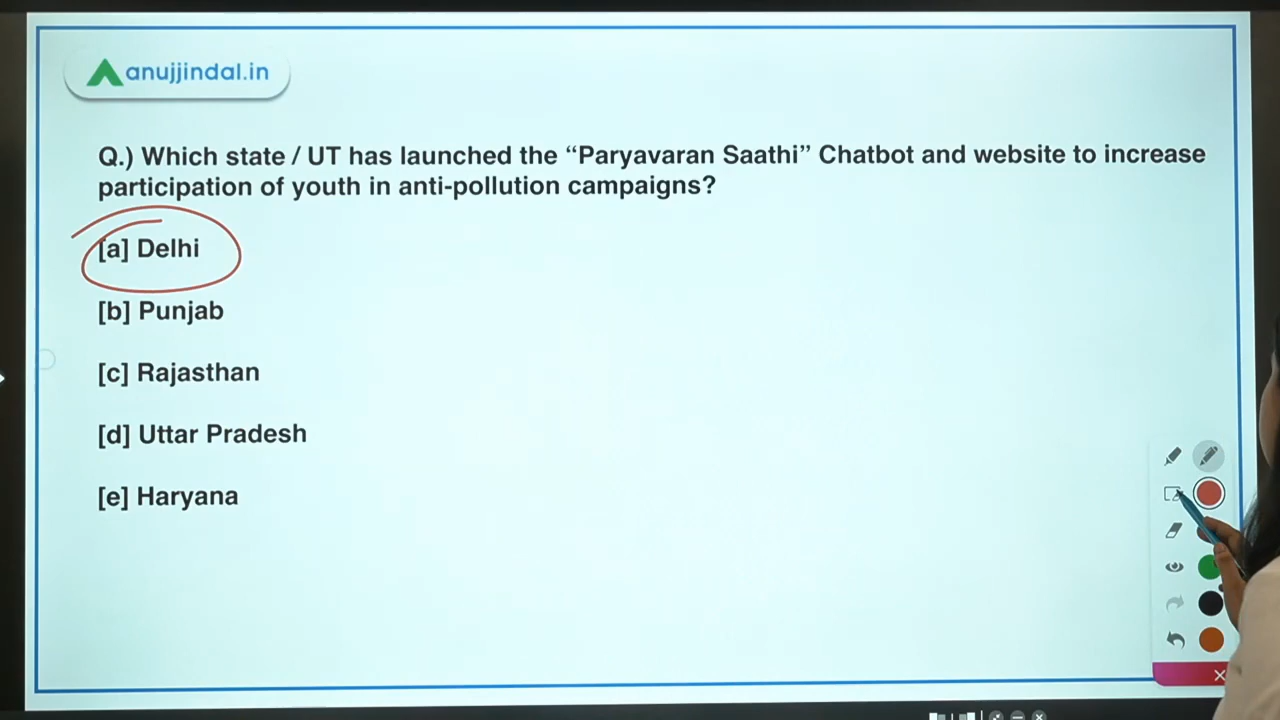 anujjindal.in
Q.) Which state / UT has launched the “Paryavaran Saathi” Chatbot and website to increase
participation of youth in anti-pollution campaigns?
[a] Delhi
[b] Punjab
[c] Rajasthan
[d] Uttar Pradesh
[e] Haryana